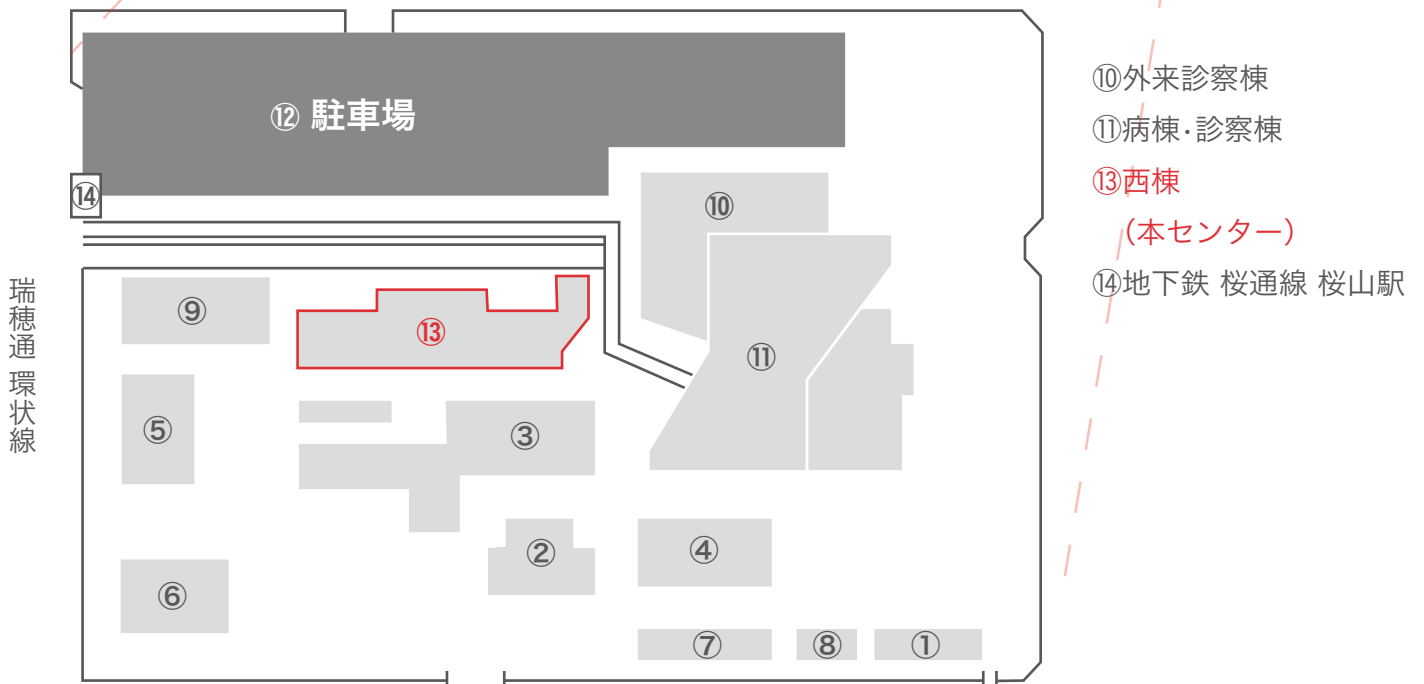 ⑫ 駐車場
⑭
⑩
⑨
⑬
⑪
⑤
③
②
④
⑥
⑦
⑧
①
瑞穂通 環状線
⑩外来診察棟
⑪病棟・診察棟
⑬西棟
(本センター)
⑭地下鉄 桜通線 桜山駅